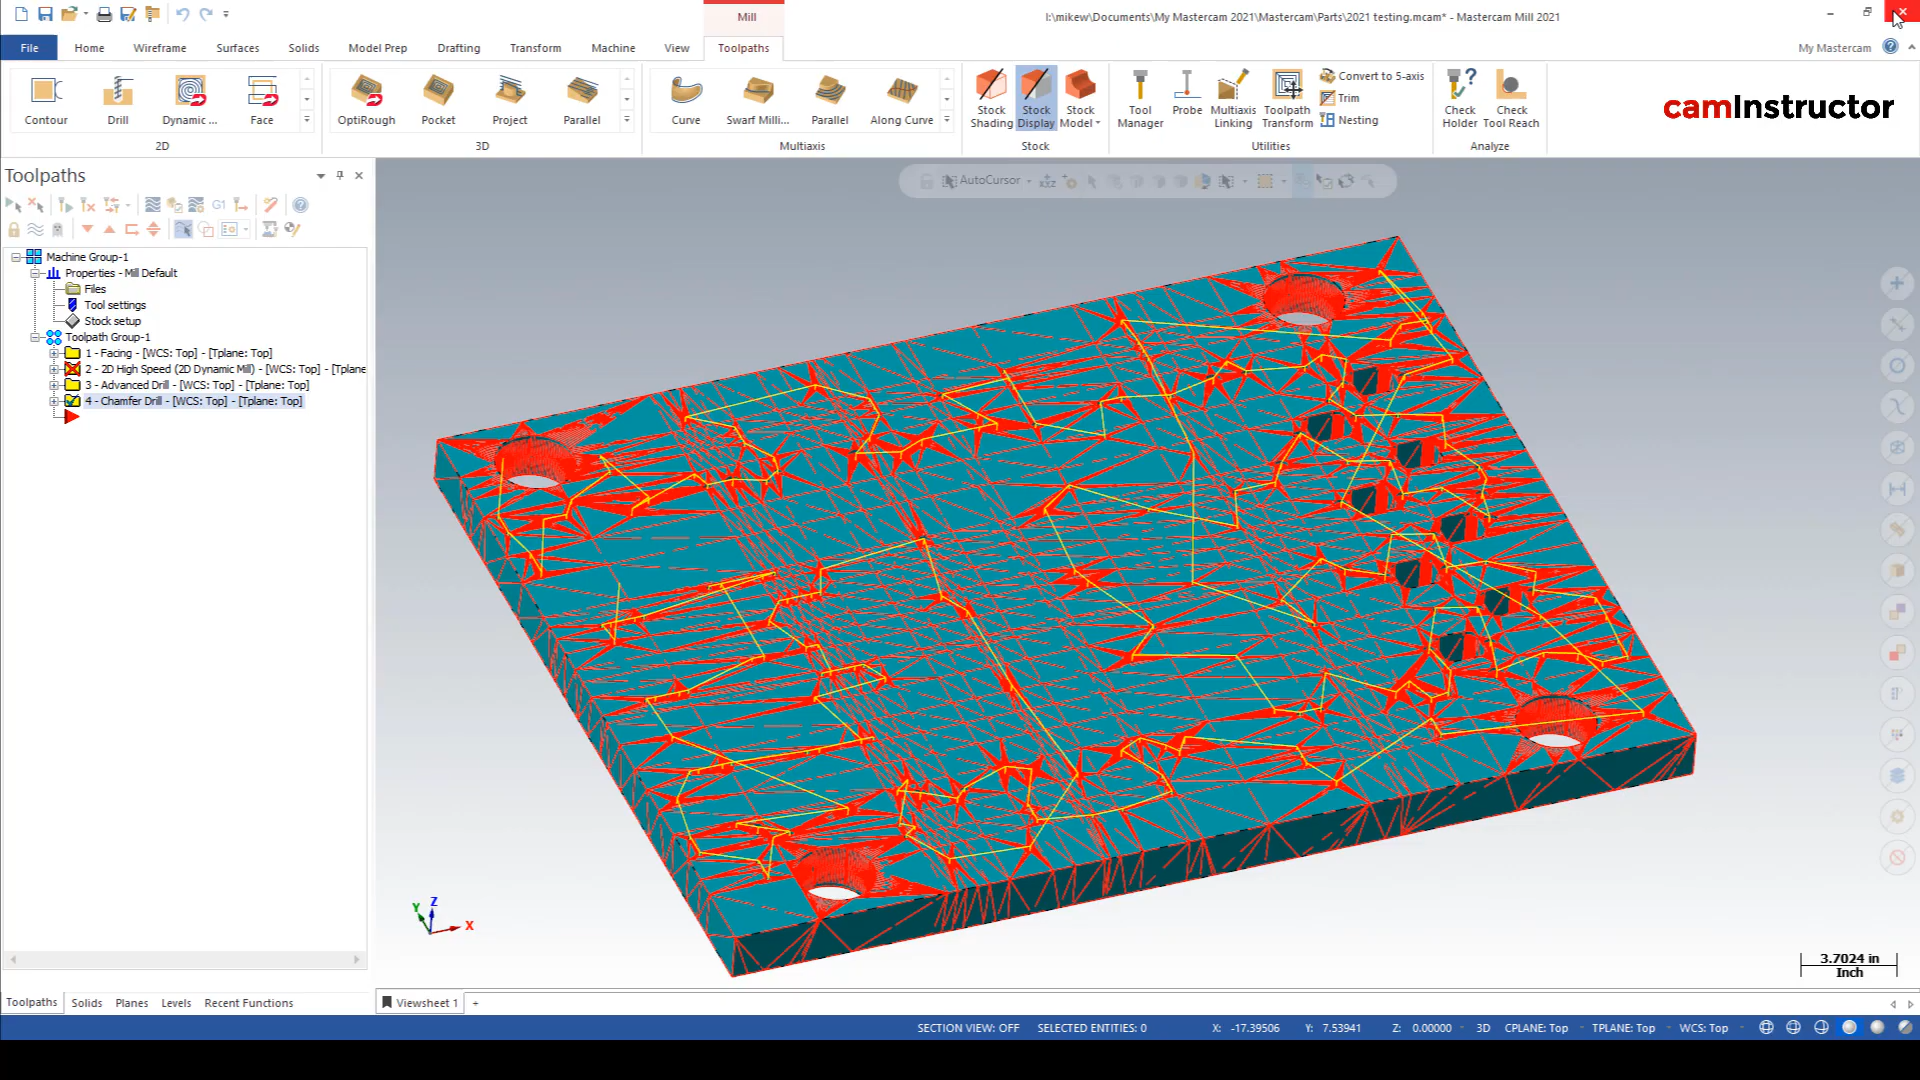 Mill
I:\mikew\Documents\My Mastercam 2021\Mastercam\Parts\2021 testing.mcam* - Mastercam Mill 2021
File Home Wireframe Surfaces Solids Model Prep Drafting Transform Machine View Toolpaths My Mastercam
Contour Drill Dynamic ... Face
2D
OptiRough Pocket Project Parallel
3D
Curve Swarf Milli... Parallel Along Curve
Multiaxis
Stock Shading
Stock Display
Stock Model
Stock
Tool Manager
Probe
Multiaxis Linking
Toolpath Transform
Convert to 5-axis
Trim
Nesting
Utilities
Check Holder
Check Tool Reach
Analyze
camInstructor
Toolpaths
G1
AutoCursor
XYZ
Machine Group-1
Properties - Mill Default
Files
Tool settings
Stock setup
Toolpath Group-1
1 - Facing - [WCS: Top] - [Tplane: Top]
2 - 2D High Speed (2D Dynamic Mill) - [WCS: Top] - [Tplane
3 - Advanced Drill - [WCS: Top] - [Tplane: Top]
4 - Chamfer Drill - [WCS: Top] - [Tplane: Top]
Z
Y
X
3.7024 in
Inch
Toolpaths Solids Planes Levels Recent Functions
Viewsheet 1 +
SECTION VIEW: OFF SELECTED ENTITIES: 0 X: -17.39506 Y: 7.53941 Z: 0.00000 3D CPLANE: Top TPLANE: Top WCS: Top